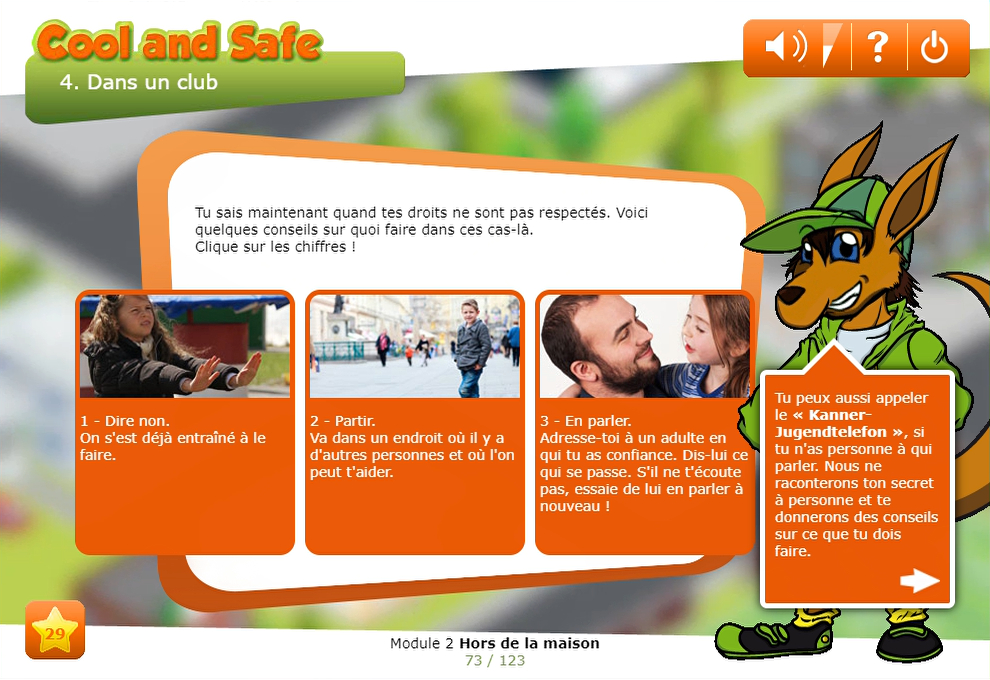 Cool and Safe
4. Dans un club
?
Tu sais maintenant quand tes droits ne sont pas respectés. Voici
quelques conseils sur quoi faire dans ces cas-là.
Clique sur les chiffres !
1 - Dire non.
On s'est déjà entraîné à le
faire.
2 - Partir.
Va dans un endroit où il y a
d'autres personnes et où l'on
peut t'aider.
3 - En parler.
Adresse-toi à un adulte en
qui tu as confiance. Dis-lui ce
qui se passe. S'il ne t'écoute
pas, essaie de lui en parler à
nouveau !
Tu peux aussi appeler
le « Kanner-
Jugendtelefon », si
tu n'as personne à qui
parler. Nous ne
raconterons ton secret
à personne et te
donnerons des conseils
sur ce que tu dois
faire.
29
Module 2 Hors de la maison
73 / 123